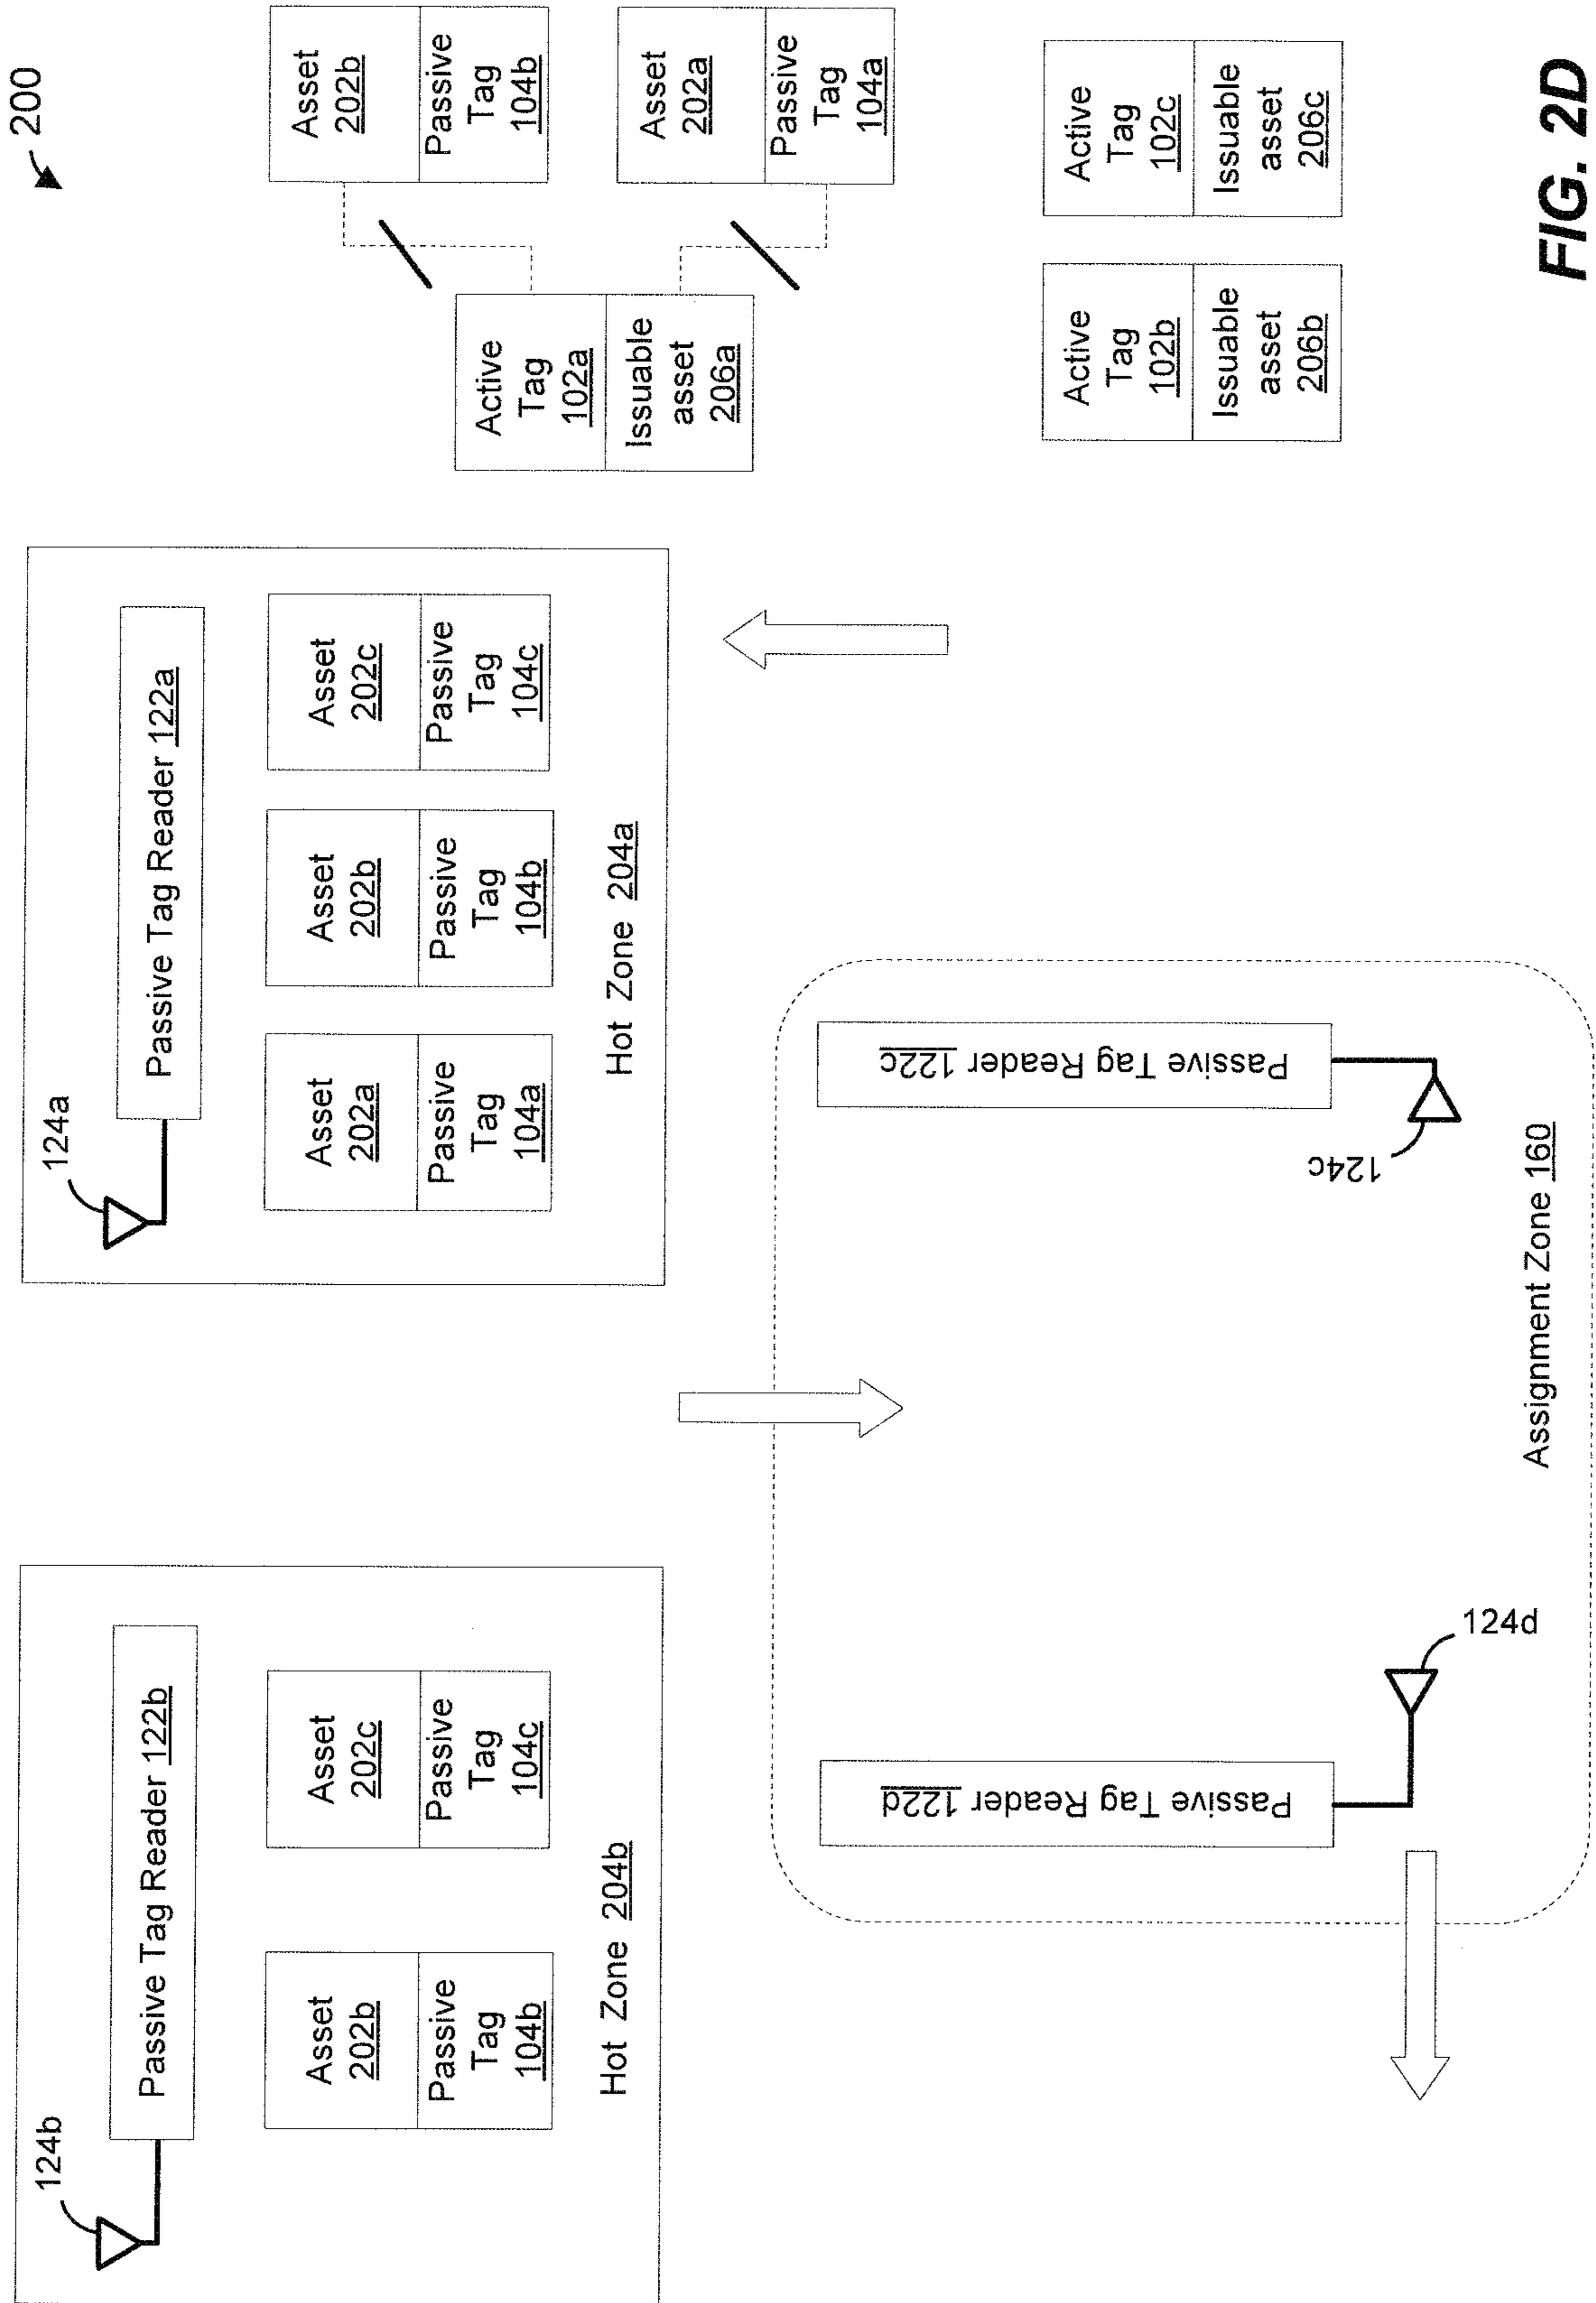 200
124b
Passive Tag Reader 122b
Asset
202b
Passive
Tag
104b
Asset
202c
Passive
Tag
104c
Hot Zone 204b
124a
Passive Tag Reader 122a
Asset
202a
Passive
Tag
104a
Asset
202b
Passive
Tag
104b
Asset
202c
Passive
Tag
104c
Hot Zone 204a
Asset
202b
Passive
Tag
104b
Active
Tag
102a
Issuable
asset
206a
Asset
202a
Passive
Tag
104a
Passive Tag Reader 122d
124d
Passive Tag Reader 122c
124c
Assignment Zone 160
Active
Tag
102b
Issuable
asset
206b
Active
Tag
102c
Issuable
asset
206c
FIG. 2D